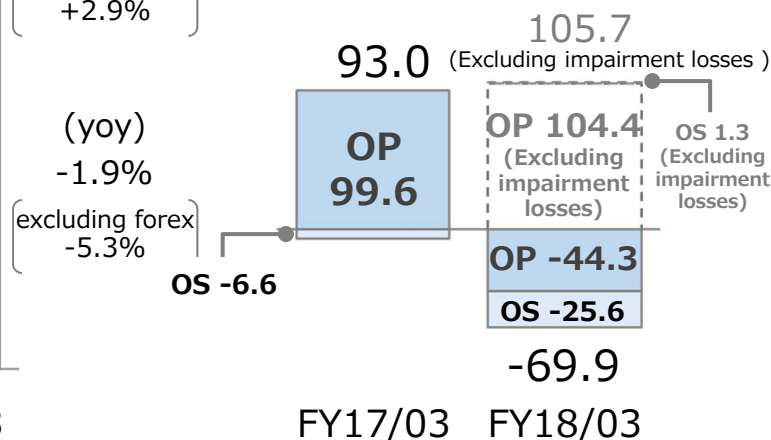 +2.9%
(yoy)
-1.9%
excluding forex
-5.3%
93.0
OP
99.6
OS -6.6
FY17/03
105.7
(Excluding impairment losses )
OP 104.4
(Excluding
impairment
losses)
OS 1.3
(Excluding
impairment
losses)
OP -44.3
OS -25.6
-69.9
FY18/03